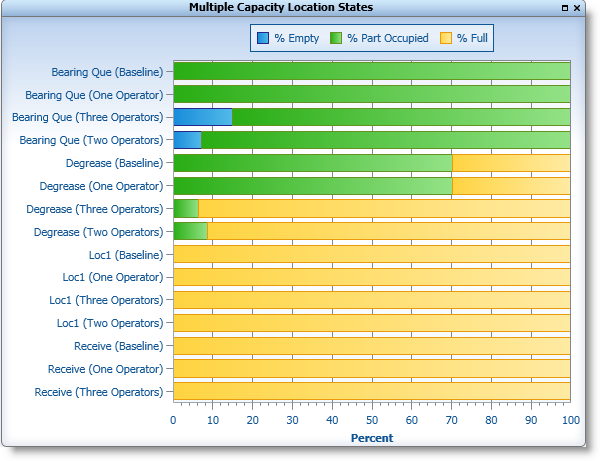 Multiple Capacity Location States
% Empty % Part Occupied % Full
Bearing Que (Baseline)
Bearing Que (One Operator)
Bearing Que (Three Operators)
Bearing Que (Two Operators)
Degrease (Baseline)
Degrease (One Operator)
Degrease (Three Operators)
Degrease (Two Operators)
Loc1 (Baseline)
Loc1 (One Operator)
Loc1 (Three Operators)
Loc1 (Two Operators)
Receive (Baseline)
Receive (One Operator)
Receive (Three Operators)
0 10 20 30 40 50 60 70 80 90 100
Percent